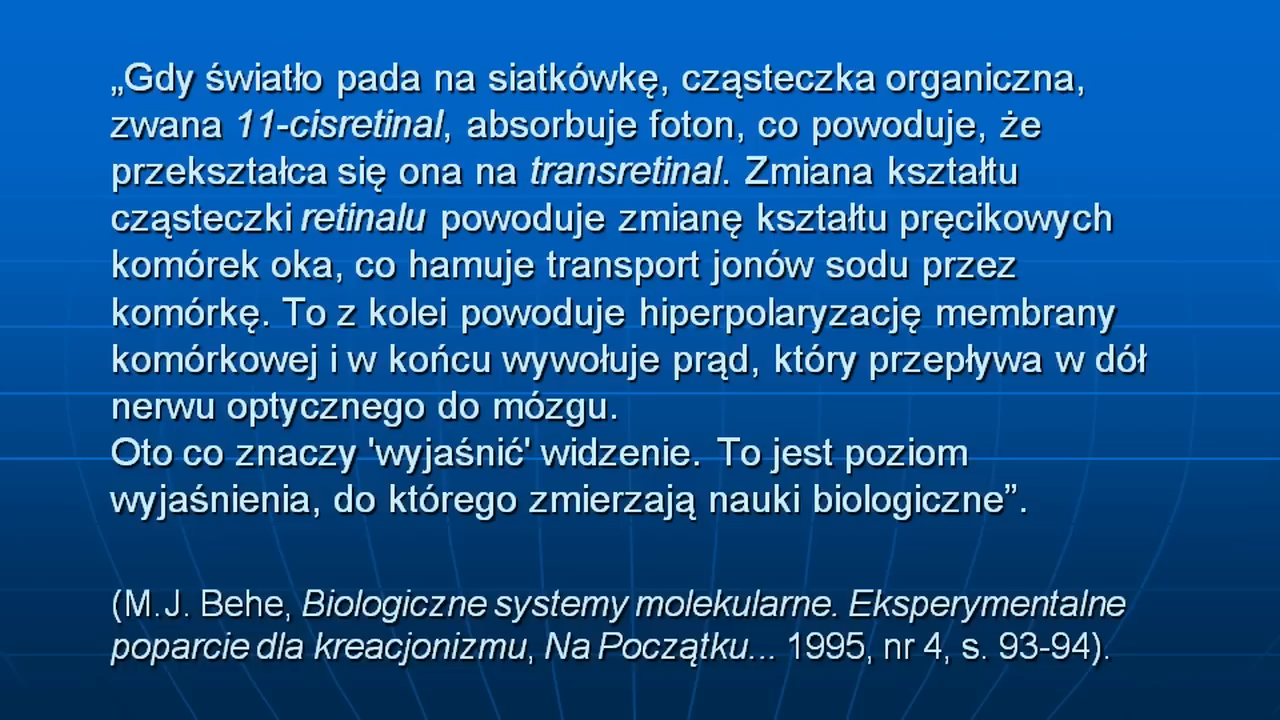 „Gdy światło pada na siatkówkę, cząsteczka organiczna,
zwana 11-cisretinal, absorbuje foton, co powoduje, że
przekształca się ona na transretinal. Zmiana kształtu
cząsteczki retinalu powoduje zmianę kształtu pręcikowych
komórek oka, co hamuje transport jonów sodu przez
komórkę. To z kolei powoduje hiperpolaryzację membrany
komórkowej i w końcu wywołuje prąd, który przepływa w dół
nerwu optycznego do mózgu.
Oto co znaczy 'wyjaśnić' widzenie. To jest poziom
wyjaśnienia, do którego zmierzają nauki biologiczne”.
(M.J. Behe, Biologiczne systemy molekularne. Eksperymentalne
poparcie dla kreacjonizmu, Na Początku... 1995, nr 4, s. 93-94).